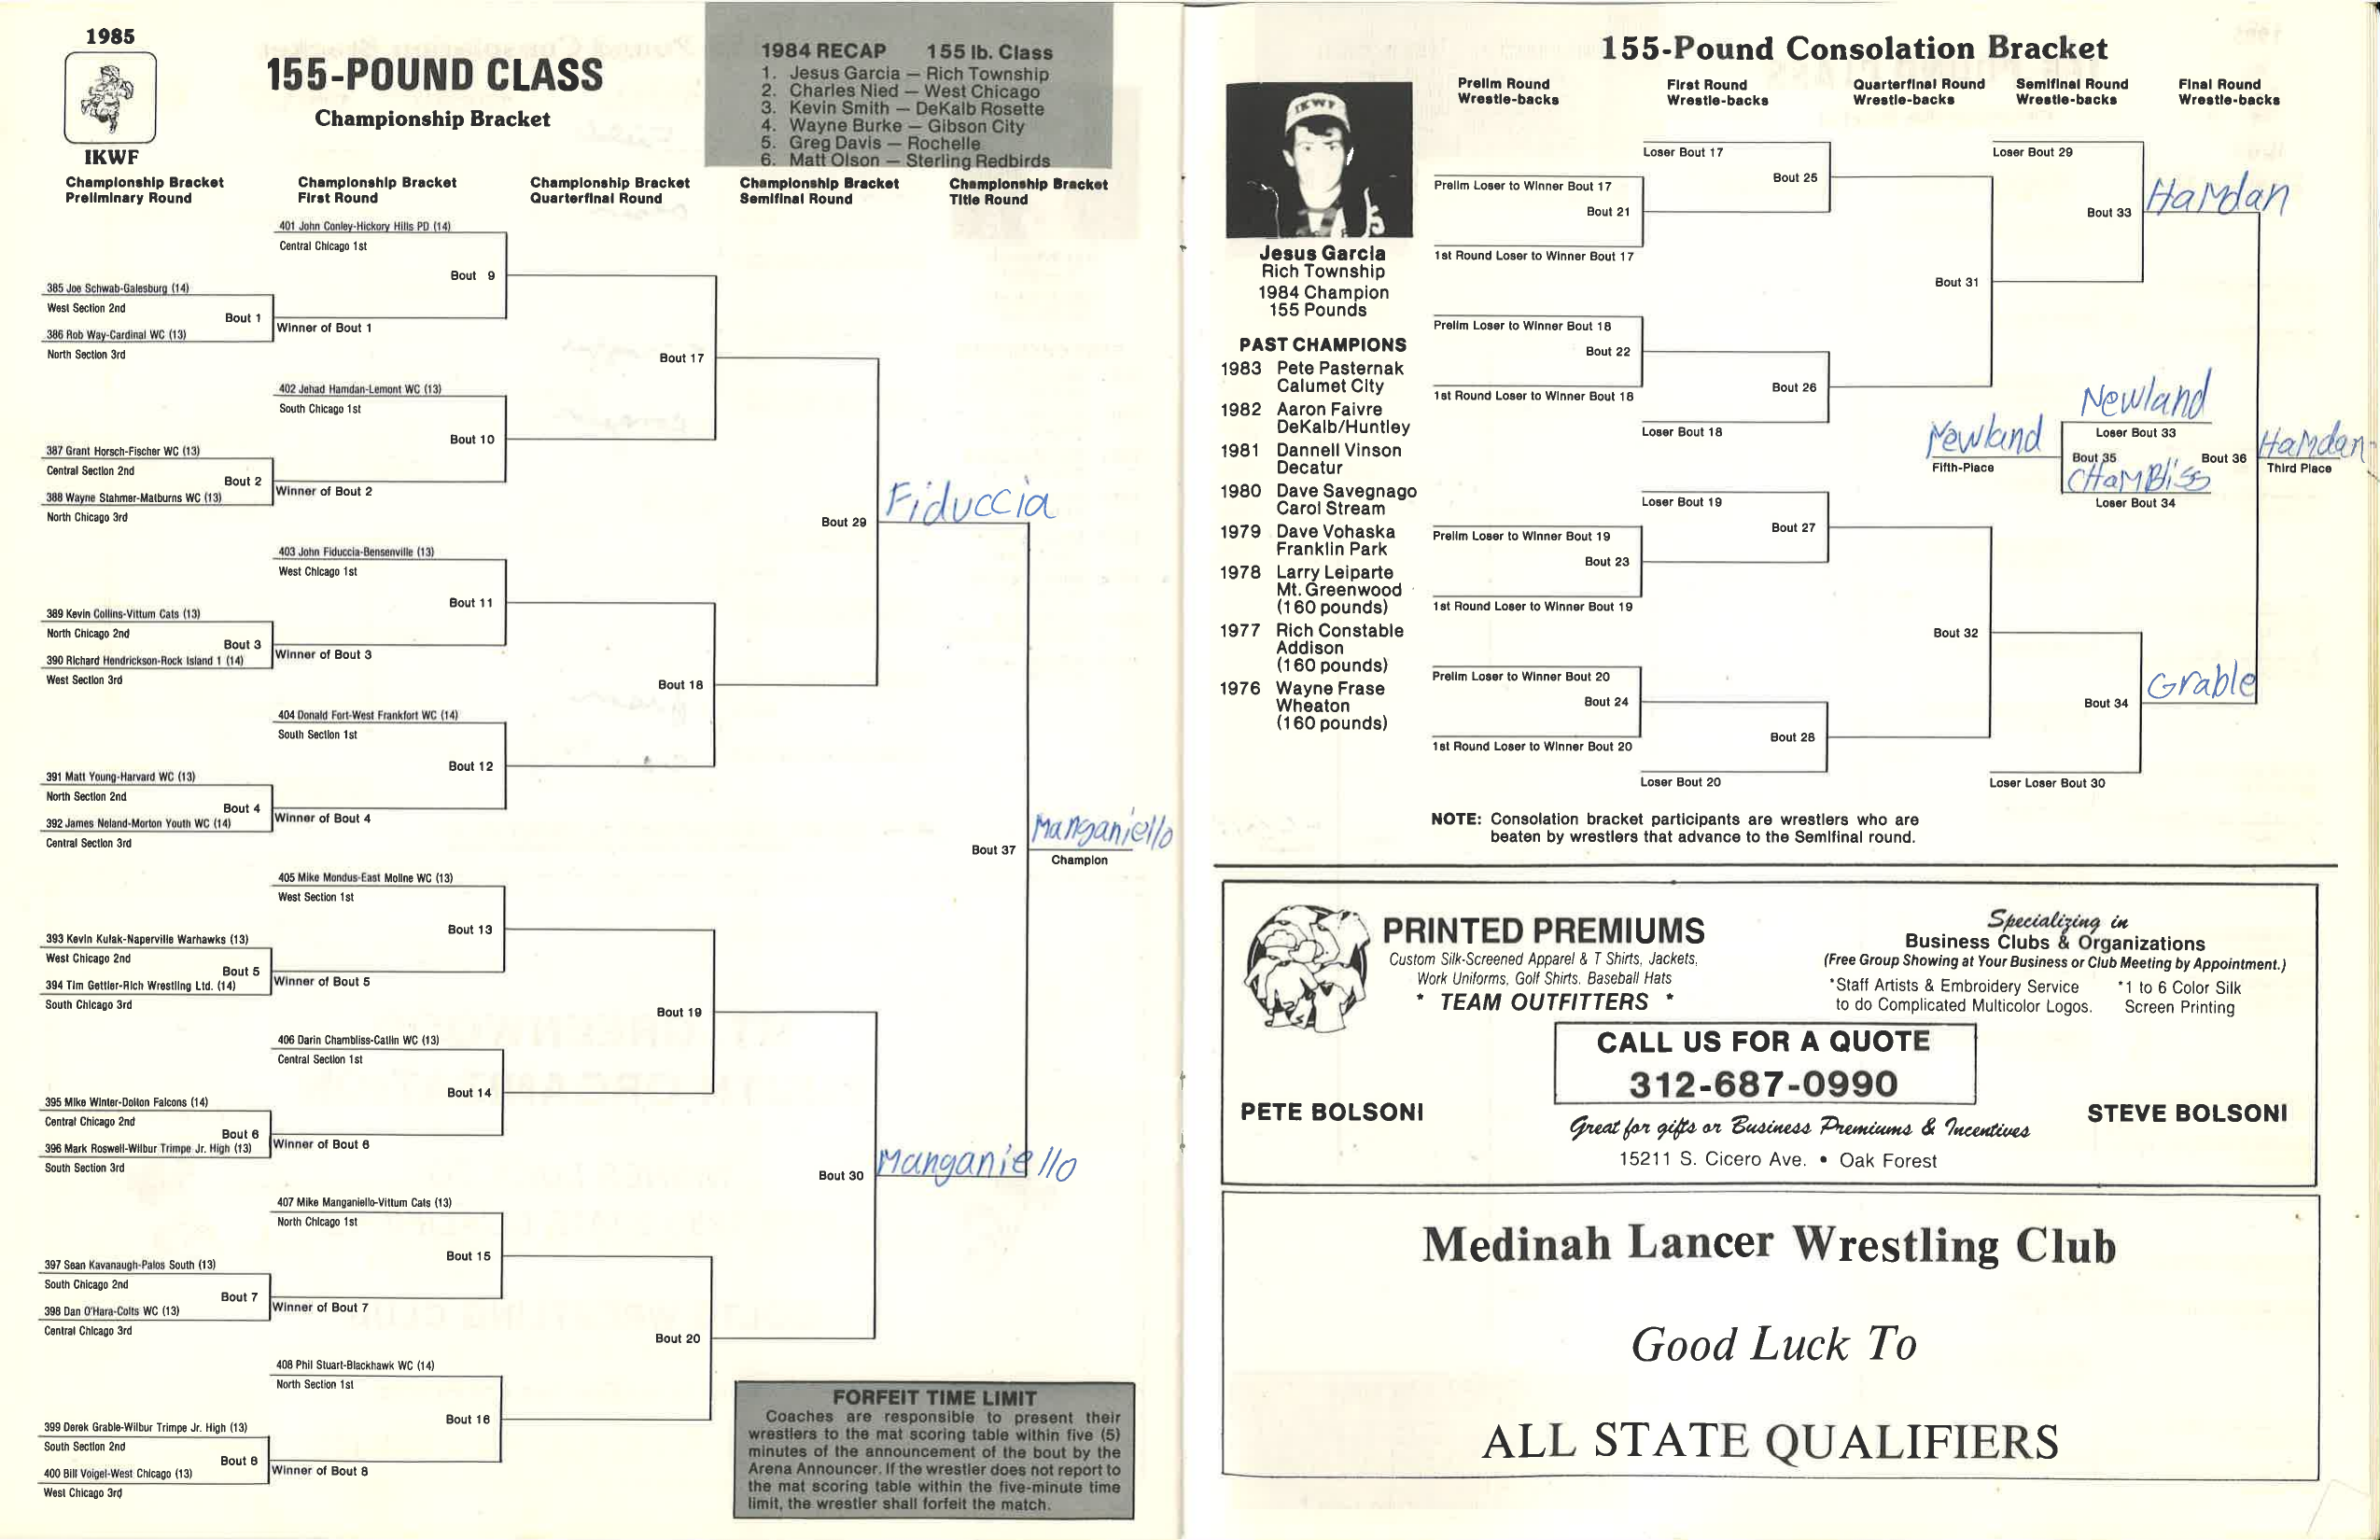 1985
IKWF
155-POUND CLASS
Championship Bracket
1984 RECAP 155 lb. Class
1. Jesus Garcia — Rich Township
2. Charles Nied — West Chicago
3. Kevin Smith — DeKalb Rosette
4. Wayne Burke — Gibson City
5. Greg Davis — Rochelle
6. Matt Olson — Sterling Redbirds
Championship Bracket
Preliminary Round
Championship Bracket
First Round
Championship Bracket
Quarterfinal Round
Championship Bracket
Semifinal Round
Championship Bracket
Title Round
401 John Conley-Hickory Hills PD (14)
Central Chicago 1st
Bout 9
385 Joe Schwab-Galesburg (14)
West Section 2nd
Bout 1
386 Rob Way-Cardinal WC (13)
North Section 3rd
Winner of Bout 1
Bout 17
402 Jehad Hamdan-Lemont WC (13)
South Chicago 1st
Bout 10
387 Grant Horsch-Fischer WC (13)
Central Section 2nd
Bout 2
388 Wayne Stahmer-Matburns WC (13)
North Chicago 3rd
Winner of Bout 2
Fiduccia
Bout 29
403 John Fiduccia-Bensenville (13)
West Chicago 1st
Bout 11
389 Kevin Collins-Vittum Cats (13)
North Chicago 2nd
Bout 3
390 Richard Hendrickson-Rock Island 1 (14)
West Section 3rd
Winner of Bout 3
Bout 18
404 Donald Fort-West Frankfort WC (14)
South Section 1st
Bout 12
391 Matt Young-Harvard WC (13)
North Section 2nd
Bout 4
392 James Neland-Morton Youth WC (14)
Central Section 3rd
Winner of Bout 4
Manganiello
Bout 37
Champion
405 Mike Mondus-East Moline WC (13)
West Section 1st
Bout 13
393 Kevin Kulak-Naperville Warhawks (13)
West Chicago 2nd
Bout 5
394 Tim Gettler-Rich Wrestling Ltd. (14)
South Chicago 3rd
Winner of Bout 5
Bout 19
406 Darin Chambliss-Catlin WC (13)
Central Section 1st
Bout 14
395 Mike Winter-Dolton Falcons (14)
Central Chicago 2nd
Bout 6
396 Mark Roswell-Wilbur Trimpe Jr. High (13)
South Section 3rd
Winner of Bout 6
Bout 30
Manganiello
407 Mike Manganiello-Vittum Cats (13)
North Chicago 1st
Bout 15
397 Sean Kavanaugh-Palos South (13)
South Chicago 2nd
Bout 7
398 Dan O'Hara-Colts WC (13)
Central Chicago 3rd
Winner of Bout 7
Bout 20
408 Phil Stuart-Blackhawk WC (14)
North Section 1st
Bout 16
399 Derek Grable-Wilbur Trimpe Jr. High (13)
South Section 2nd
Bout 8
400 Bill Voigel-West Chicago (13)
West Chicago 3rd
Winner of Bout 8
FORFEIT TIME LIMIT
Coaches are responsible to present their
wrestlers to the mat scoring table within five (5)
minutes of the announcement of the bout by the
Arena Announcer. If the wrestler does not report to
the mat scoring table within the five-minute time
limit, the wrestler shall forfeit the match.
155-Pound Consolation Bracket
Prelim Round
Wrestle-backs
First Round
Wrestle-backs
Quarterfinal Round
Wrestle-backs
Semifinal Round
Wrestle-backs
Final Round
Wrestle-backs
IKWF
Jesus Garcia
Rich Township
1984 Champion
155 Pounds
PAST CHAMPIONS
1983 Pete Pasternak
Calumet City
1982 Aaron Faivre
DeKalb/Huntley
1981 Dannell Vinson
Decatur
1980 Dave Savegnago
Carol Stream
1979 Dave Vohaska
Franklin Park
1978 Larry Leiparte
Mt. Greenwood
(160 pounds)
1977 Rich Constable
Addison
(160 pounds)
1976 Wayne Frase
Wheaton
(160 pounds)
Loser Bout 17
Bout 25
Prelim Loser to Winner Bout 17
Bout 21
1st Round Loser to Winner Bout 17
Loser Bout 29
Bout 33
Hamdan
Bout 31
Prelim Loser to Winner Bout 18
Bout 22
1st Round Loser to Winner Bout 18
Bout 26
Loser Bout 18
Newland
Loser Bout 33
Newland
Fifth-Place
Bout 35
Chambliss
Loser Bout 34
Bout 36
Hamdan
Third Place
Loser Bout 19
Bout 27
Prelim Loser to Winner Bout 19
Bout 23
1st Round Loser to Winner Bout 19
Bout 32
Prelim Loser to Winner Bout 20
Bout 24
1st Round Loser to Winner Bout 20
Bout 28
Loser Bout 20
Grable
Bout 34
Loser Loser Bout 30
NOTE: Consolation bracket participants are wrestlers who are
beaten by wrestlers that advance to the Semifinal round.
PRINTED PREMIUMS
Custom Silk-Screened Apparel & T Shirts, Jackets,
Work Uniforms, Golf Shirts. Baseball Hats
* TEAM OUTFITTERS *
Specializing in
Business Clubs & Organizations
(Free Group Showing at Your Business or Club Meeting by Appointment.)
*Staff Artists & Embroidery Service
to do Complicated Multicolor Logos.
*1 to 6 Color Silk
Screen Printing
CALL US FOR A QUOTE
312-687-0990
PETE BOLSONI
STEVE BOLSONI
Great for gifts or Business Premiums & Incentives
15211 S. Cicero Ave. • Oak Forest
Medinah Lancer Wrestling Club
Good Luck To
ALL STATE QUALIFIERS